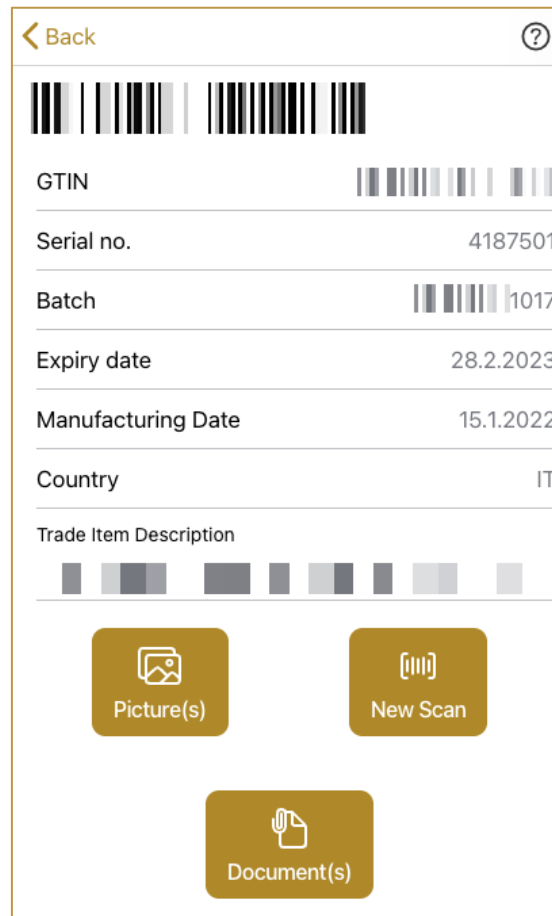 Back
GTIN
Serial no. 4187501
Batch 1017
Expiry date 28.2.2023
Manufacturing Date 15.1.2022
Country IT
Trade Item Description
Picture(s) New Scan
Document(s)